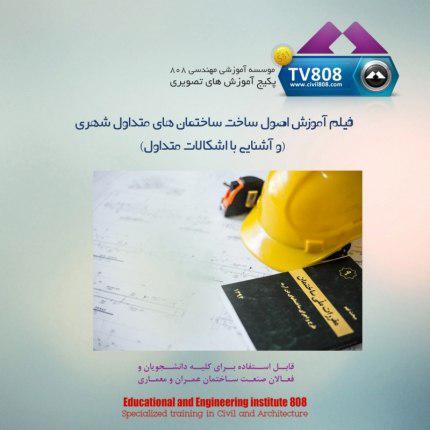 موسسه آموزشی مهندسی ۸۰۸
پکیج آموزش های تصویری
TV808
www.civil808.com
فیلم آموزش اصول ساخت ساختمان های متداول شهری
(و آشنایی با اشکالات متداول)
مقررات ملی ساختمان
۱۳۹۲
قابل استفاده برای کلیه دانشجویان و
فعالان صنعت ساختمان عمران و معماری
Educational and Engineering institute 808
Specialized training in Civil and Architecture